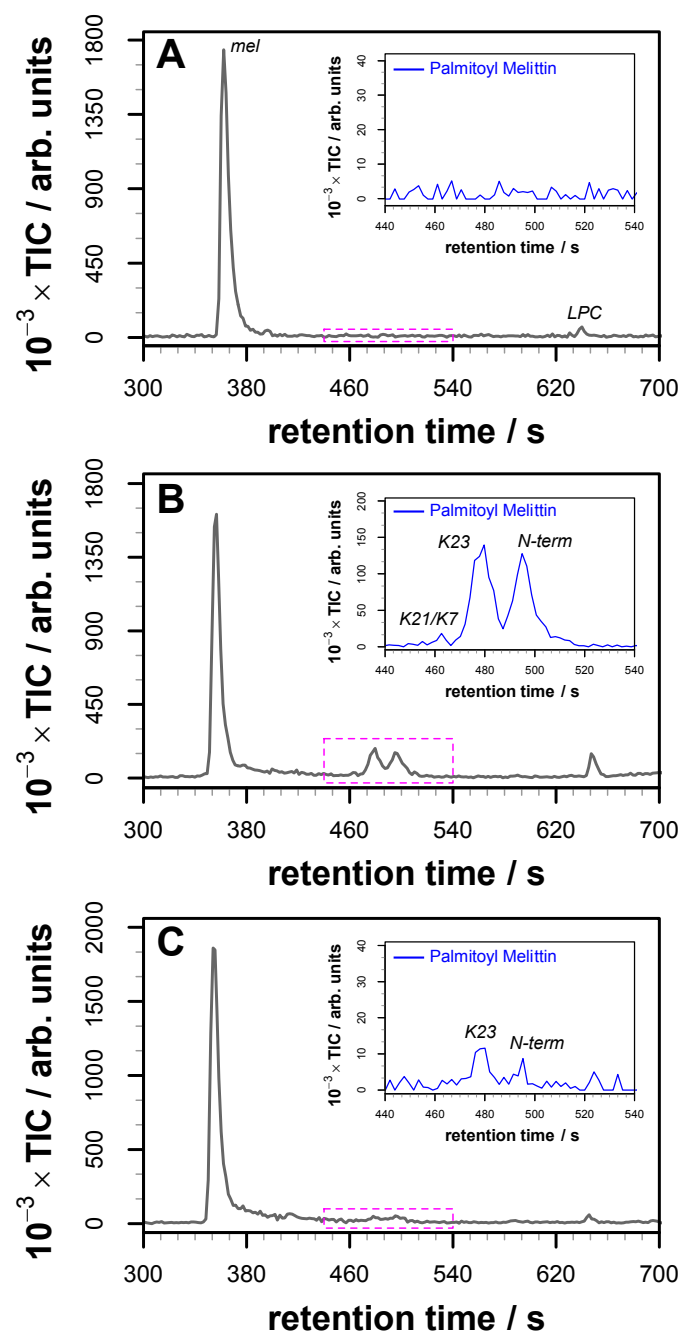 A
mel
LPC
10⁻³ × TIC / arb. units
0 450 900 1350 1800
300 380 460 540 620 700
retention time / s
Palmitoyl Melittin
10⁻³ × TIC / arb. units
0 10 20 30 40
440 460 480 500 520 540
retention time / s
B
10⁻³ × TIC / arb. units
0 450 900 1350 1800
300 380 460 540 620 700
retention time / s
Palmitoyl Melittin
K23
N-term
K21/K7
10⁻³ × TIC / arb. units
0 50 100 150 200
440 460 480 500 520 540
retention time / s
C
10⁻³ × TIC / arb. units
0 500 1000 1500 2000
300 380 460 540 620 700
retention time / s
Palmitoyl Melittin
K23
N-term
10⁻³ × TIC / arb. units
0 10 20 30 40
440 460 480 500 520 540
retention time / s